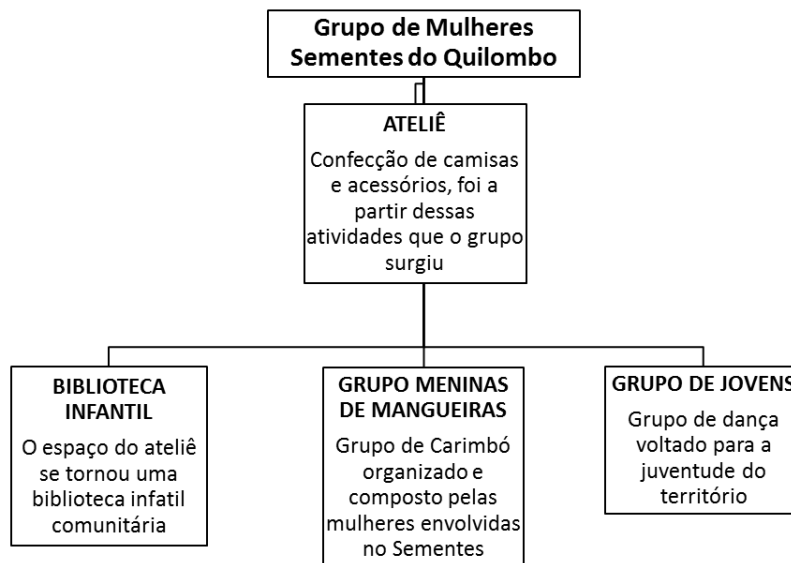 Grupo de Mulheres
Sementes do Quilombo
ATELIÊ
Confecção de camisas
e acessórios, foi a
partir dessas
atividades que o grupo
surgiu
BIBLIOTECA
INFANTIL
O espaço do ateliê
se tornou uma
biblioteca infatil
comunitária
GRUPO MENINAS
DE MANGUEIRAS
Grupo de Carimbó
organizado e
composto pelas
mulheres envolvidas
no Sementes
GRUPO DE JOVENS
Grupo de dança
voltado para a
juventude do
território